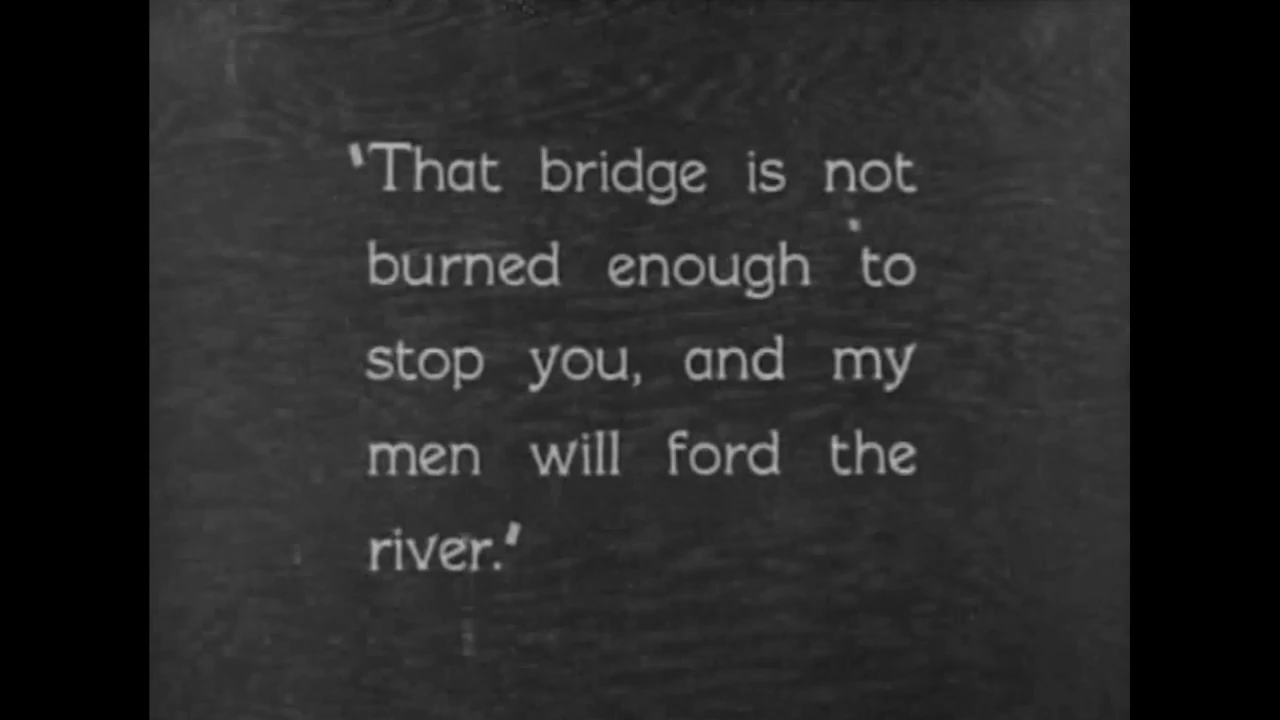 'That bridge is not
burned enough to
stop you, and my
men will ford the
river.'